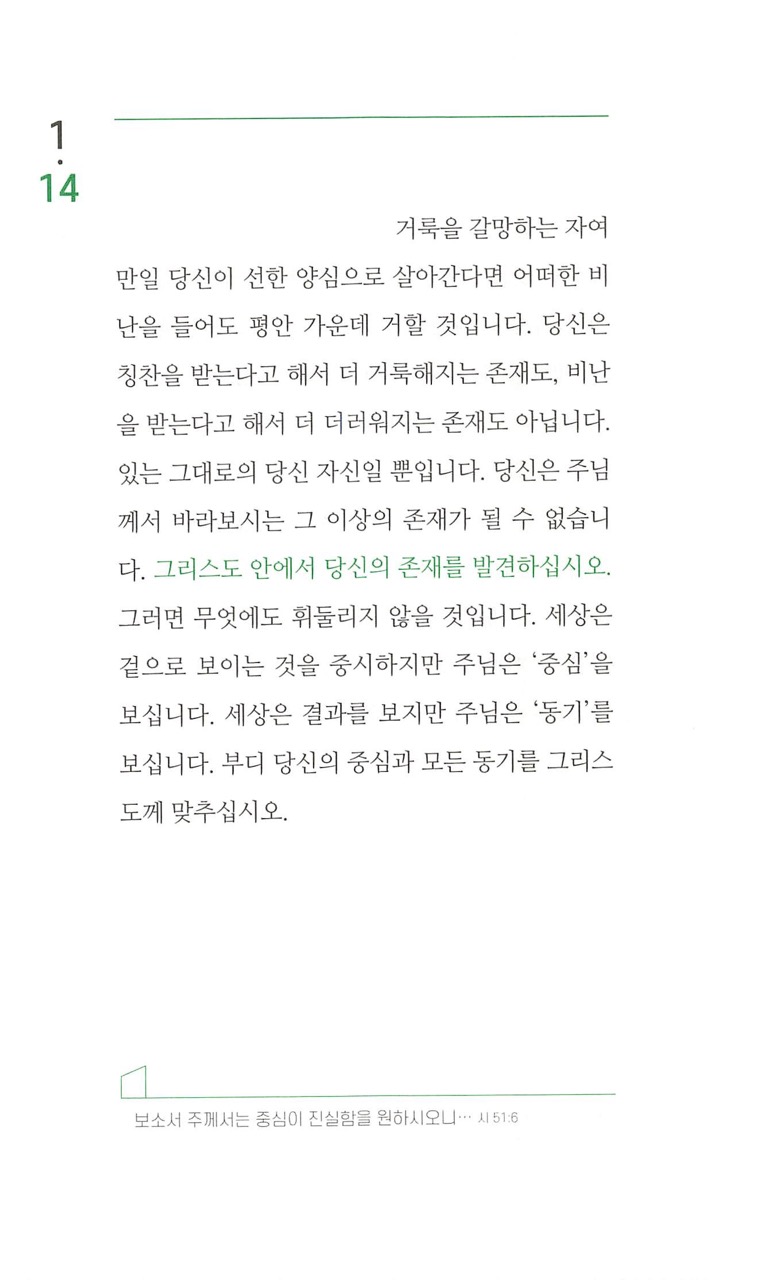 1
.
14
거룩을 갈망하는 자여
만일 당신이 선한 양심으로 살아간다면 어떠한 비
난을 들어도 평안 가운데 거할 것입니다. 당신은
칭찬을 받는다고 해서 더 거룩해지는 존재도, 비난
을 받는다고 해서 더 더러워지는 존재도 아닙니다.
있는 그대로의 당신 자신일 뿐입니다. 당신은 주님
께서 바라보시는 그 이상의 존재가 될 수 없습니
다. 그리스도 안에서 당신의 존재를 발견하십시오.
그러면 무엇에도 휘둘리지 않을 것입니다. 세상은
겉으로 보이는 것을 중시하지만 주님은 ‘중심’을
보십니다. 세상은 결과를 보지만 주님은 ‘동기’를
보십니다. 부디 당신의 중심과 모든 동기를 그리스
도께 맞추십시오.
보소서 주께서는 중심이 진실함을 원하시오니… 시 51:6